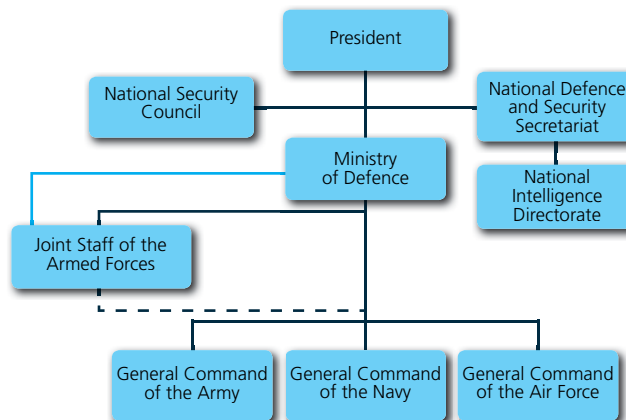 President
National Security
Council
National Defence
and Security
Secretariat
Ministry
of Defence
National
Intelligence
Directorate
Joint Staff of the
Armed Forces
General Command
of the Army
General Command
of the Navy
General Command
of the Air Force